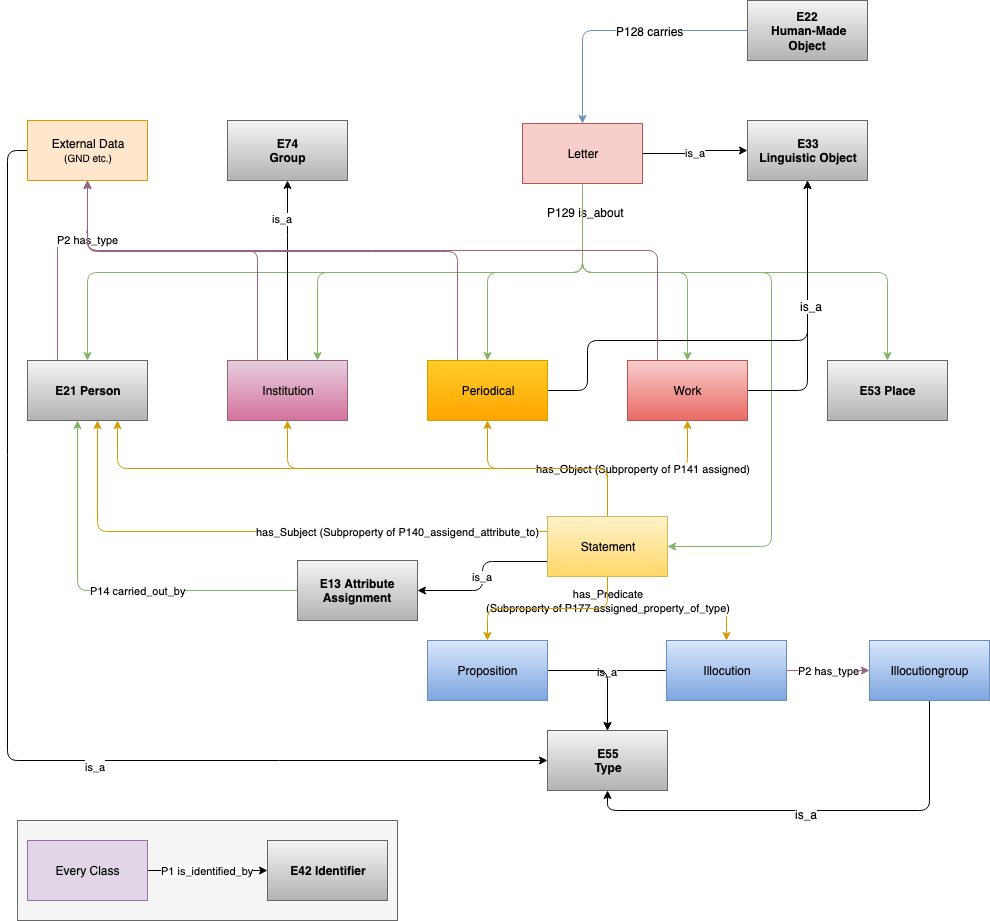 E22
Human-Made
Object
P128 carries
External Data
(GND etc.)
E74
Group
Letter
is_a
E33
Linguistic Object
P129 is_about
is_a
P2 has_type
is_a
E21 Person
Institution
Periodical
Work
E53 Place
has_Object (Subproperty of P141 assigned)
has_Subject (Subproperty of P140_assigend_attribute_to)
Statement
is_a
E13 Attribute
Assignment
P14 carried_out_by
has_Predicate
(Subproperty of P177 assigned_property_of_type)
Proposition
is_a
Illocution
P2 has_type
Illocutiongroup
E55
Type
is_a
is_a
Every Class
P1 is_identified_by
E42 Identifier